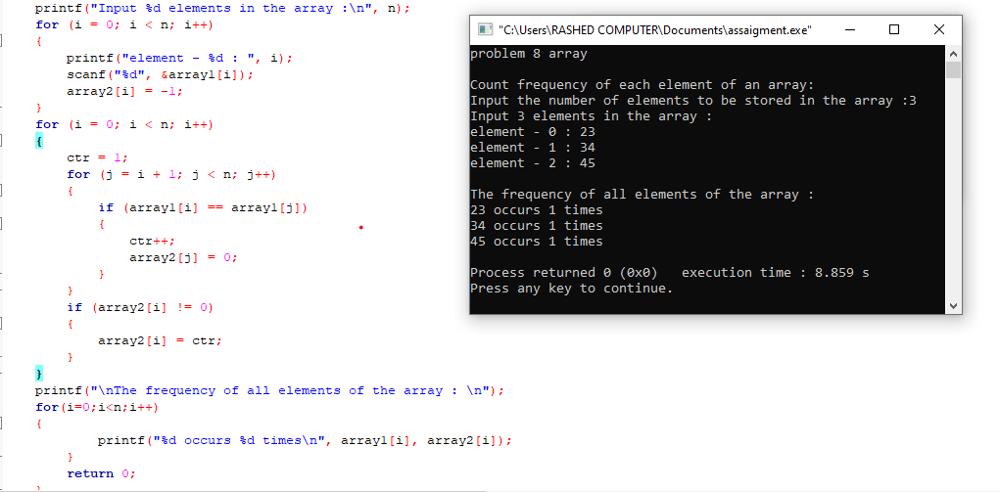 printf("Input %d elements in the array :\n", n);
for (i = 0; i < n; i++)
{
printf("element - %d : ", i);
scanf("%d", &array1[i]);
array2[i] = -1;
}
for (i = 0; i < n; i++)
{
ctr = 1;
for (j = i + 1; j < n; j++)
{
if (array1[i] == array1[j])
{
ctr++;
array2[j] = 0;
}
}
if (array2[i] != 0)
{
array2[i] = ctr;
}
}
printf("\nThe frequency of all elements of the array : \n");
for(i=0;i<n;i++)
{
printf("%d occurs %d times\n", array1[i], array2[i]);
}
return 0;
}
"C:\Users\RASHED COMPUTER\Documents\assaigment.exe"
problem 8 array
Count frequency of each element of an array:
Input the number of elements to be stored in the array :3
Input 3 elements in the array :
element - 0 : 23
element - 1 : 34
element - 2 : 45
The frequency of all elements of the array :
23 occurs 1 times
34 occurs 1 times
45 occurs 1 times
Process returned 0 (0x0)   execution time : 8.859 s
Press any key to continue.